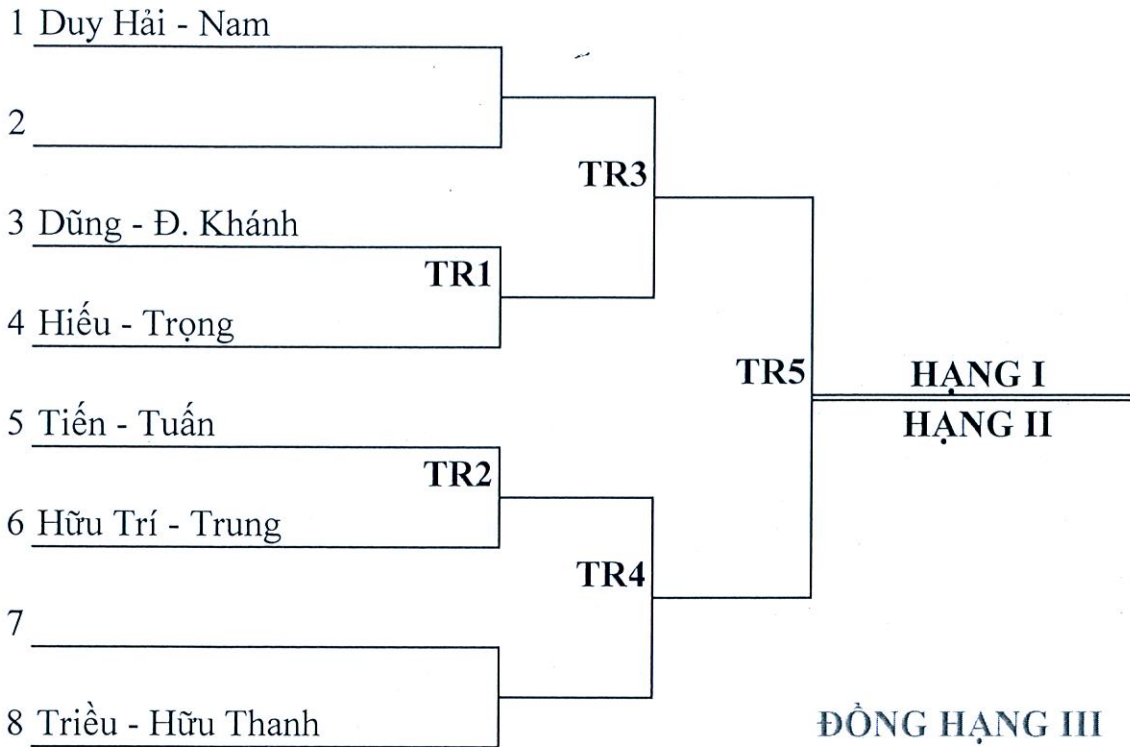 1 Duy Hải - Nam
2
TR3
3 Dũng - Đ. Khánh
TR1
4 Hiếu - Trọng
TR5
HẠNG I
HẠNG II
5 Tiến - Tuấn
TR2
6 Hữu Trí - Trung
TR4
7
8 Triều - Hữu Thanh
ĐỒNG HẠNG III